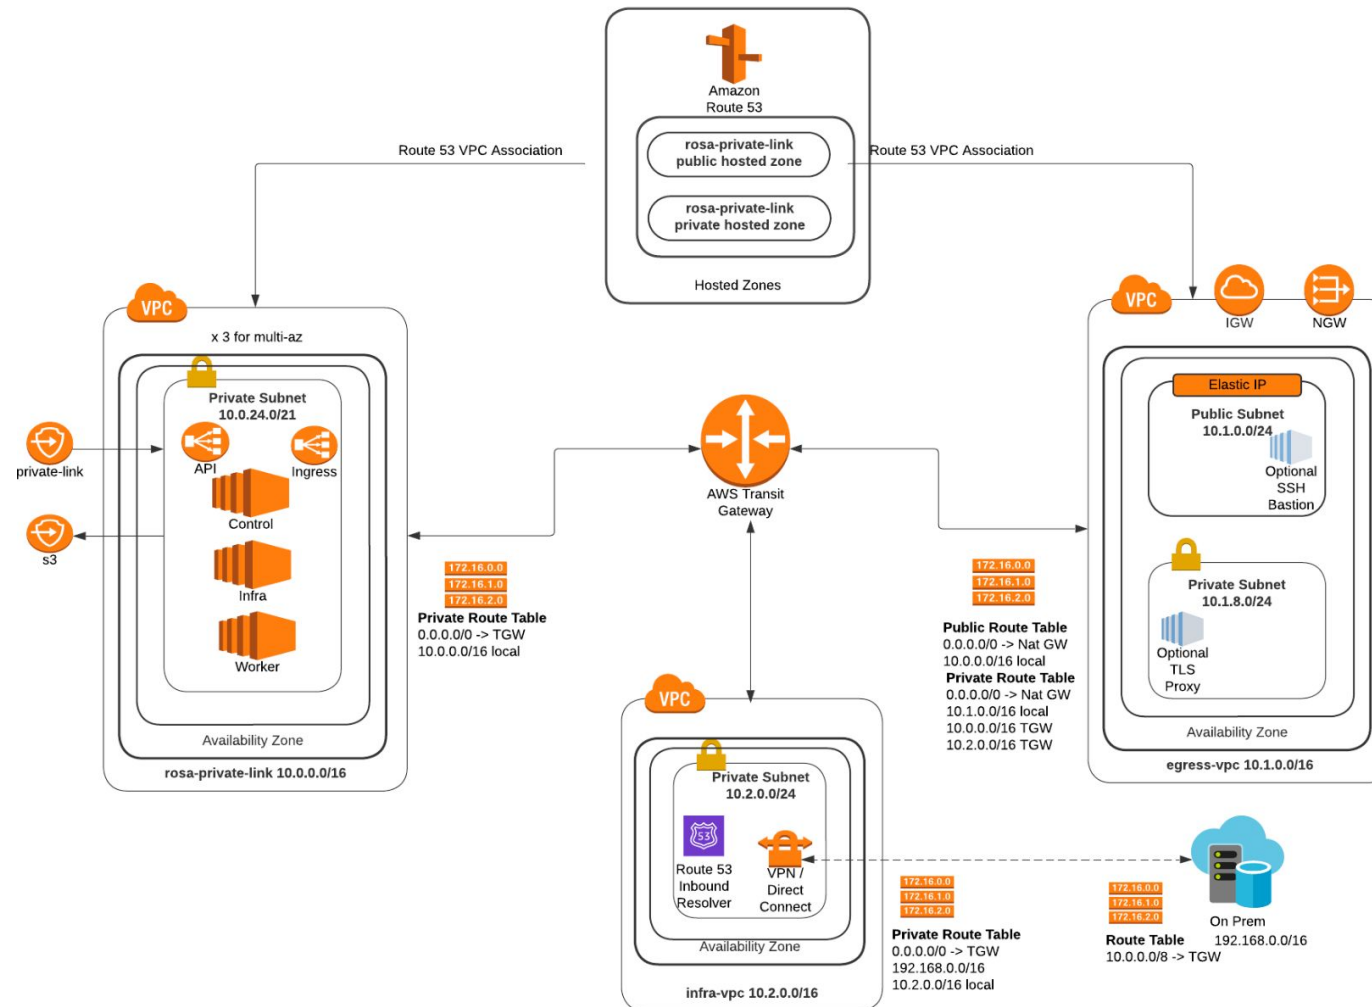 Amazon
Route 53
rosa-private-link
public hosted zone
rosa-private-link
private hosted zone
Hosted Zones
Route 53 VPC Association
Route 53 VPC Association
VPC
x 3 for multi-az
Private Subnet
10.0.24.0/21
API
Ingress
Control
Infra
Worker
Availability Zone
rosa-private-link 10.0.0.0/16
private-link
s3
172.16.0.0
172.16.1.0
172.16.2.0
Private Route Table
0.0.0.0/0 -> TGW
10.0.0.0/16 local
AWS Transit
Gateway
VPC
IGW
NGW
Elastic IP
Public Subnet
10.1.0.0/24
Optional
SSH
Bastion
Private Subnet
10.1.8.0/24
Optional
TLS
Proxy
Availability Zone
egress-vpc 10.1.0.0/16
172.16.0.0
172.16.1.0
172.16.2.0
Public Route Table
0.0.0.0/0 -> Nat GW
10.0.0.0/16 local
Private Route Table
0.0.0.0/0 -> Nat GW
10.1.0.0/16 local
10.0.0.0/16 TGW
10.2.0.0/16 TGW
VPC
Private Subnet
10.2.0.0/24
53
Route 53
Inbound
Resolver
VPN /
Direct
Connect
Availability Zone
infra-vpc 10.2.0.0/16
172.16.0.0
172.16.1.0
172.16.2.0
Private Route Table
0.0.0.0/0 -> TGW
192.168.0.0/16
10.2.0.0/16 local
172.16.0.0
172.16.1.0
172.16.2.0
Route Table
10.0.0.0/8 -> TGW
On Prem
192.168.0.0/16